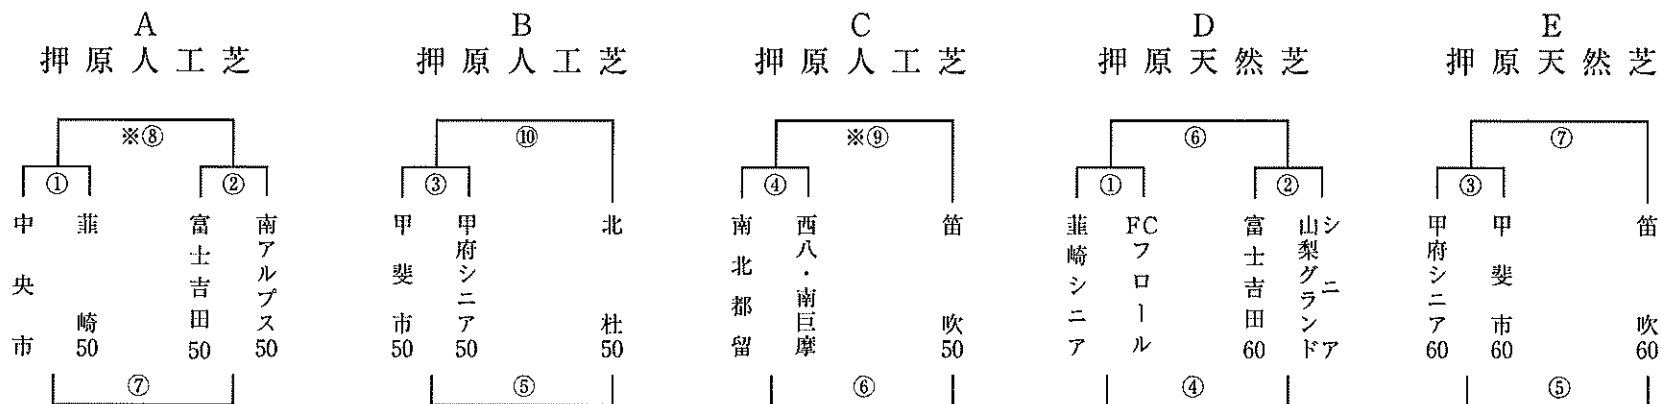 A
押原人工芝
※⑧
①
②
中央市
韮崎50
富士吉田50
南アルプス50
⑦
B
押原人工芝
⑩
③
甲斐市50
甲府シニア50
北杜
⑤
C
押原人工芝
※⑨
④
南北都留
西八・南巨摩
笛吹50
⑥
D
押原天然芝
⑥
①
②
韮崎シニア
FCフロール
富士吉田60
山梨グランド
シニア
④
E
押原天然芝
⑦
③
甲府シニア60
甲斐市60
笛吹60
⑤